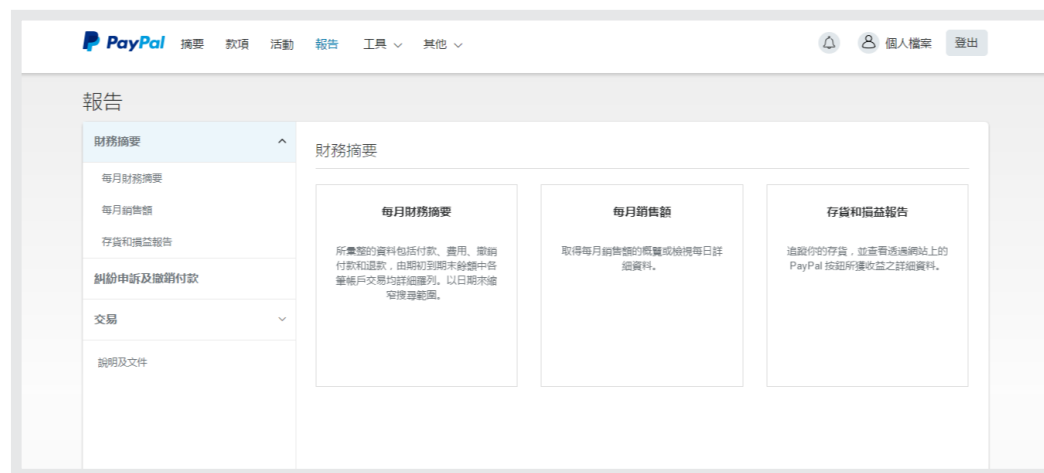 PayPal 摘要 款項 活動 報告 工具 其他 個人檔案 登出
報告
財務摘要
每月財務摘要
每月銷售額
存貨和損益報告
糾紛申訴及撤銷付款
交易
說明及文件
財務摘要
每月財務摘要
所彙整的資料包括付款、費用、撤銷
付款和退款，由期初到期末餘額中各
筆帳戶交易均詳細羅列。以日期來縮
窄搜尋範圍。
每月銷售額
取得每月銷售額的概覽或檢視每日詳
細資料。
存貨和損益報告
追蹤你的存貨，並查看透過網站上的
PayPal 按鈕所獲收益之詳細資料。